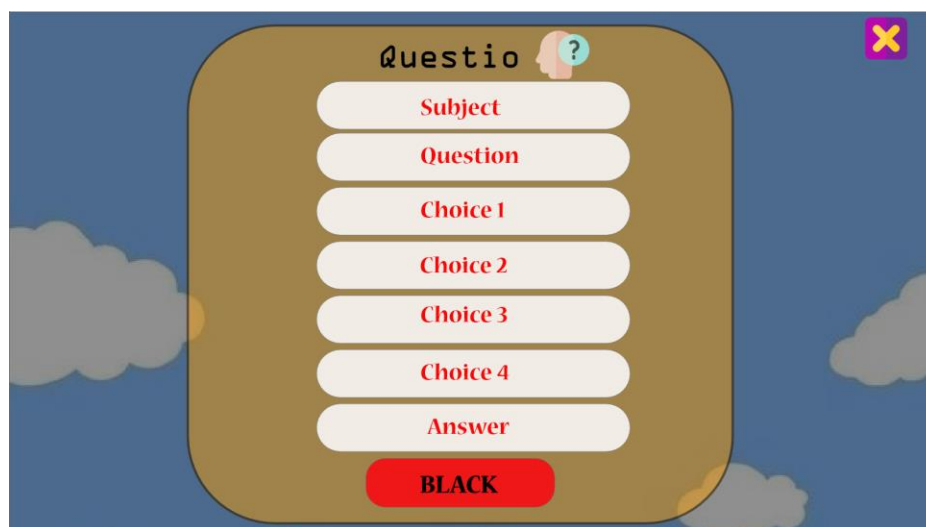 Questio
?
Subject
Question
Choice 1
Choice 2
Choice 3
Choice 4
Answer
BLACK